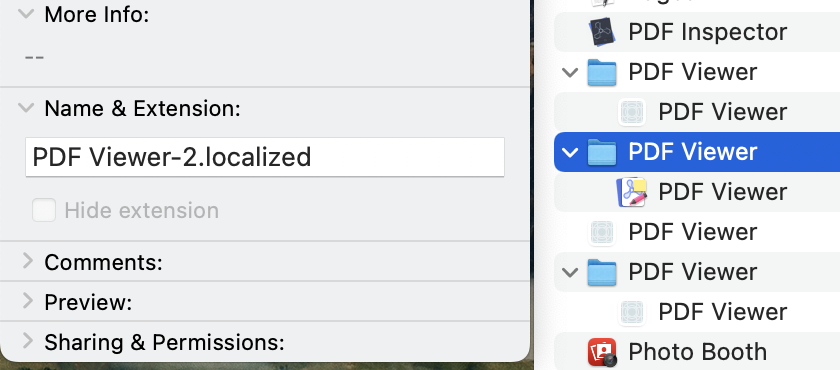 More Info:
--
Name & Extension:
PDF Viewer-2.localized
Hide extension
Comments:
Preview:
Sharing & Permissions:
PDF Inspector
PDF Viewer
PDF Viewer
PDF Viewer
PDF Viewer
PDF Viewer
PDF Viewer
PDF Viewer
Photo Booth